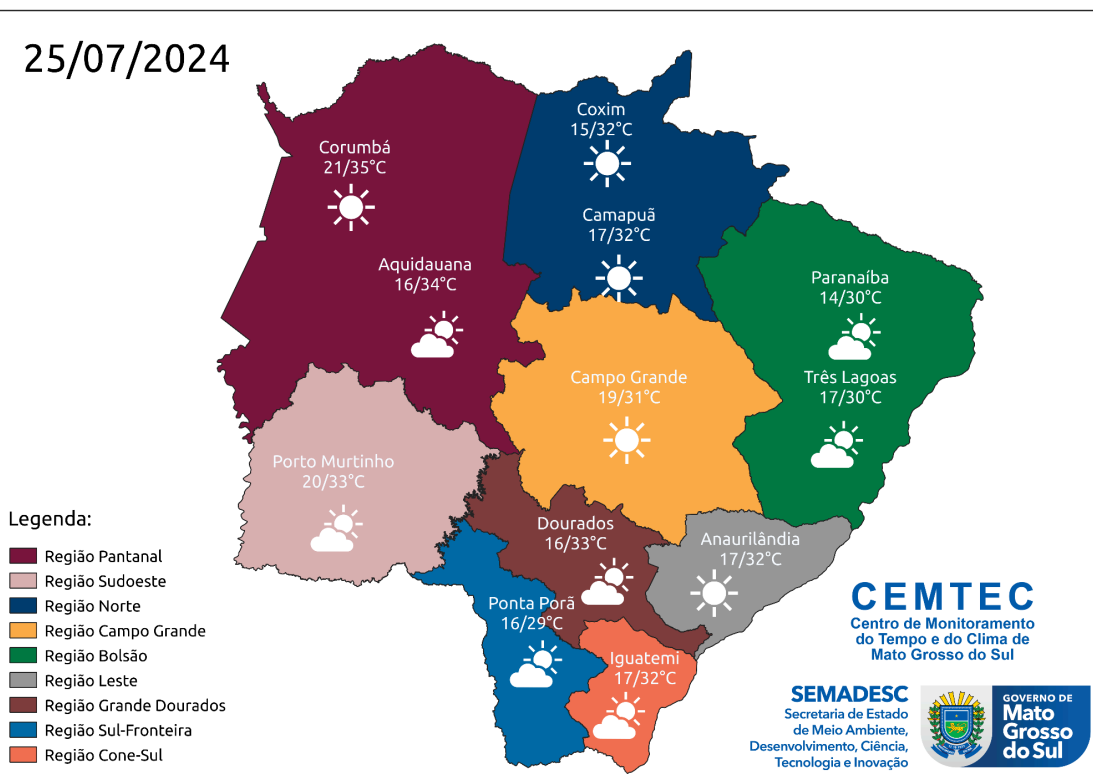 25/07/2024
Coxim
15/32°C
Corumbá
21/35°C
Camapuã
17/32°C
Aquidauana
16/34°C
Paranaíba
14/30°C
Campo Grande
19/31°C
Três Lagoas
17/30°C
Porto Murtinho
20/33°C
Dourados
16/33°C
Anaurilândia
17/32°C
Ponta Porã
16/29°C
Iguatemi
17/32°C
Legenda:
Região Pantanal
Região Sudoeste
Região Norte
Região Campo Grande
Região Bolsão
Região Leste
Região Grande Dourados
Região Sul-Fronteira
Região Cone-Sul
CEMTEC
Centro de Monitoramento
do Tempo e do Clima de
Mato Grosso do Sul
SEMADESC
Secretaria de Estado
de Meio Ambiente,
Desenvolvimento, Ciência,
Tecnologia e Inovação
GOVERNO DE
Mato
Grosso
do Sul